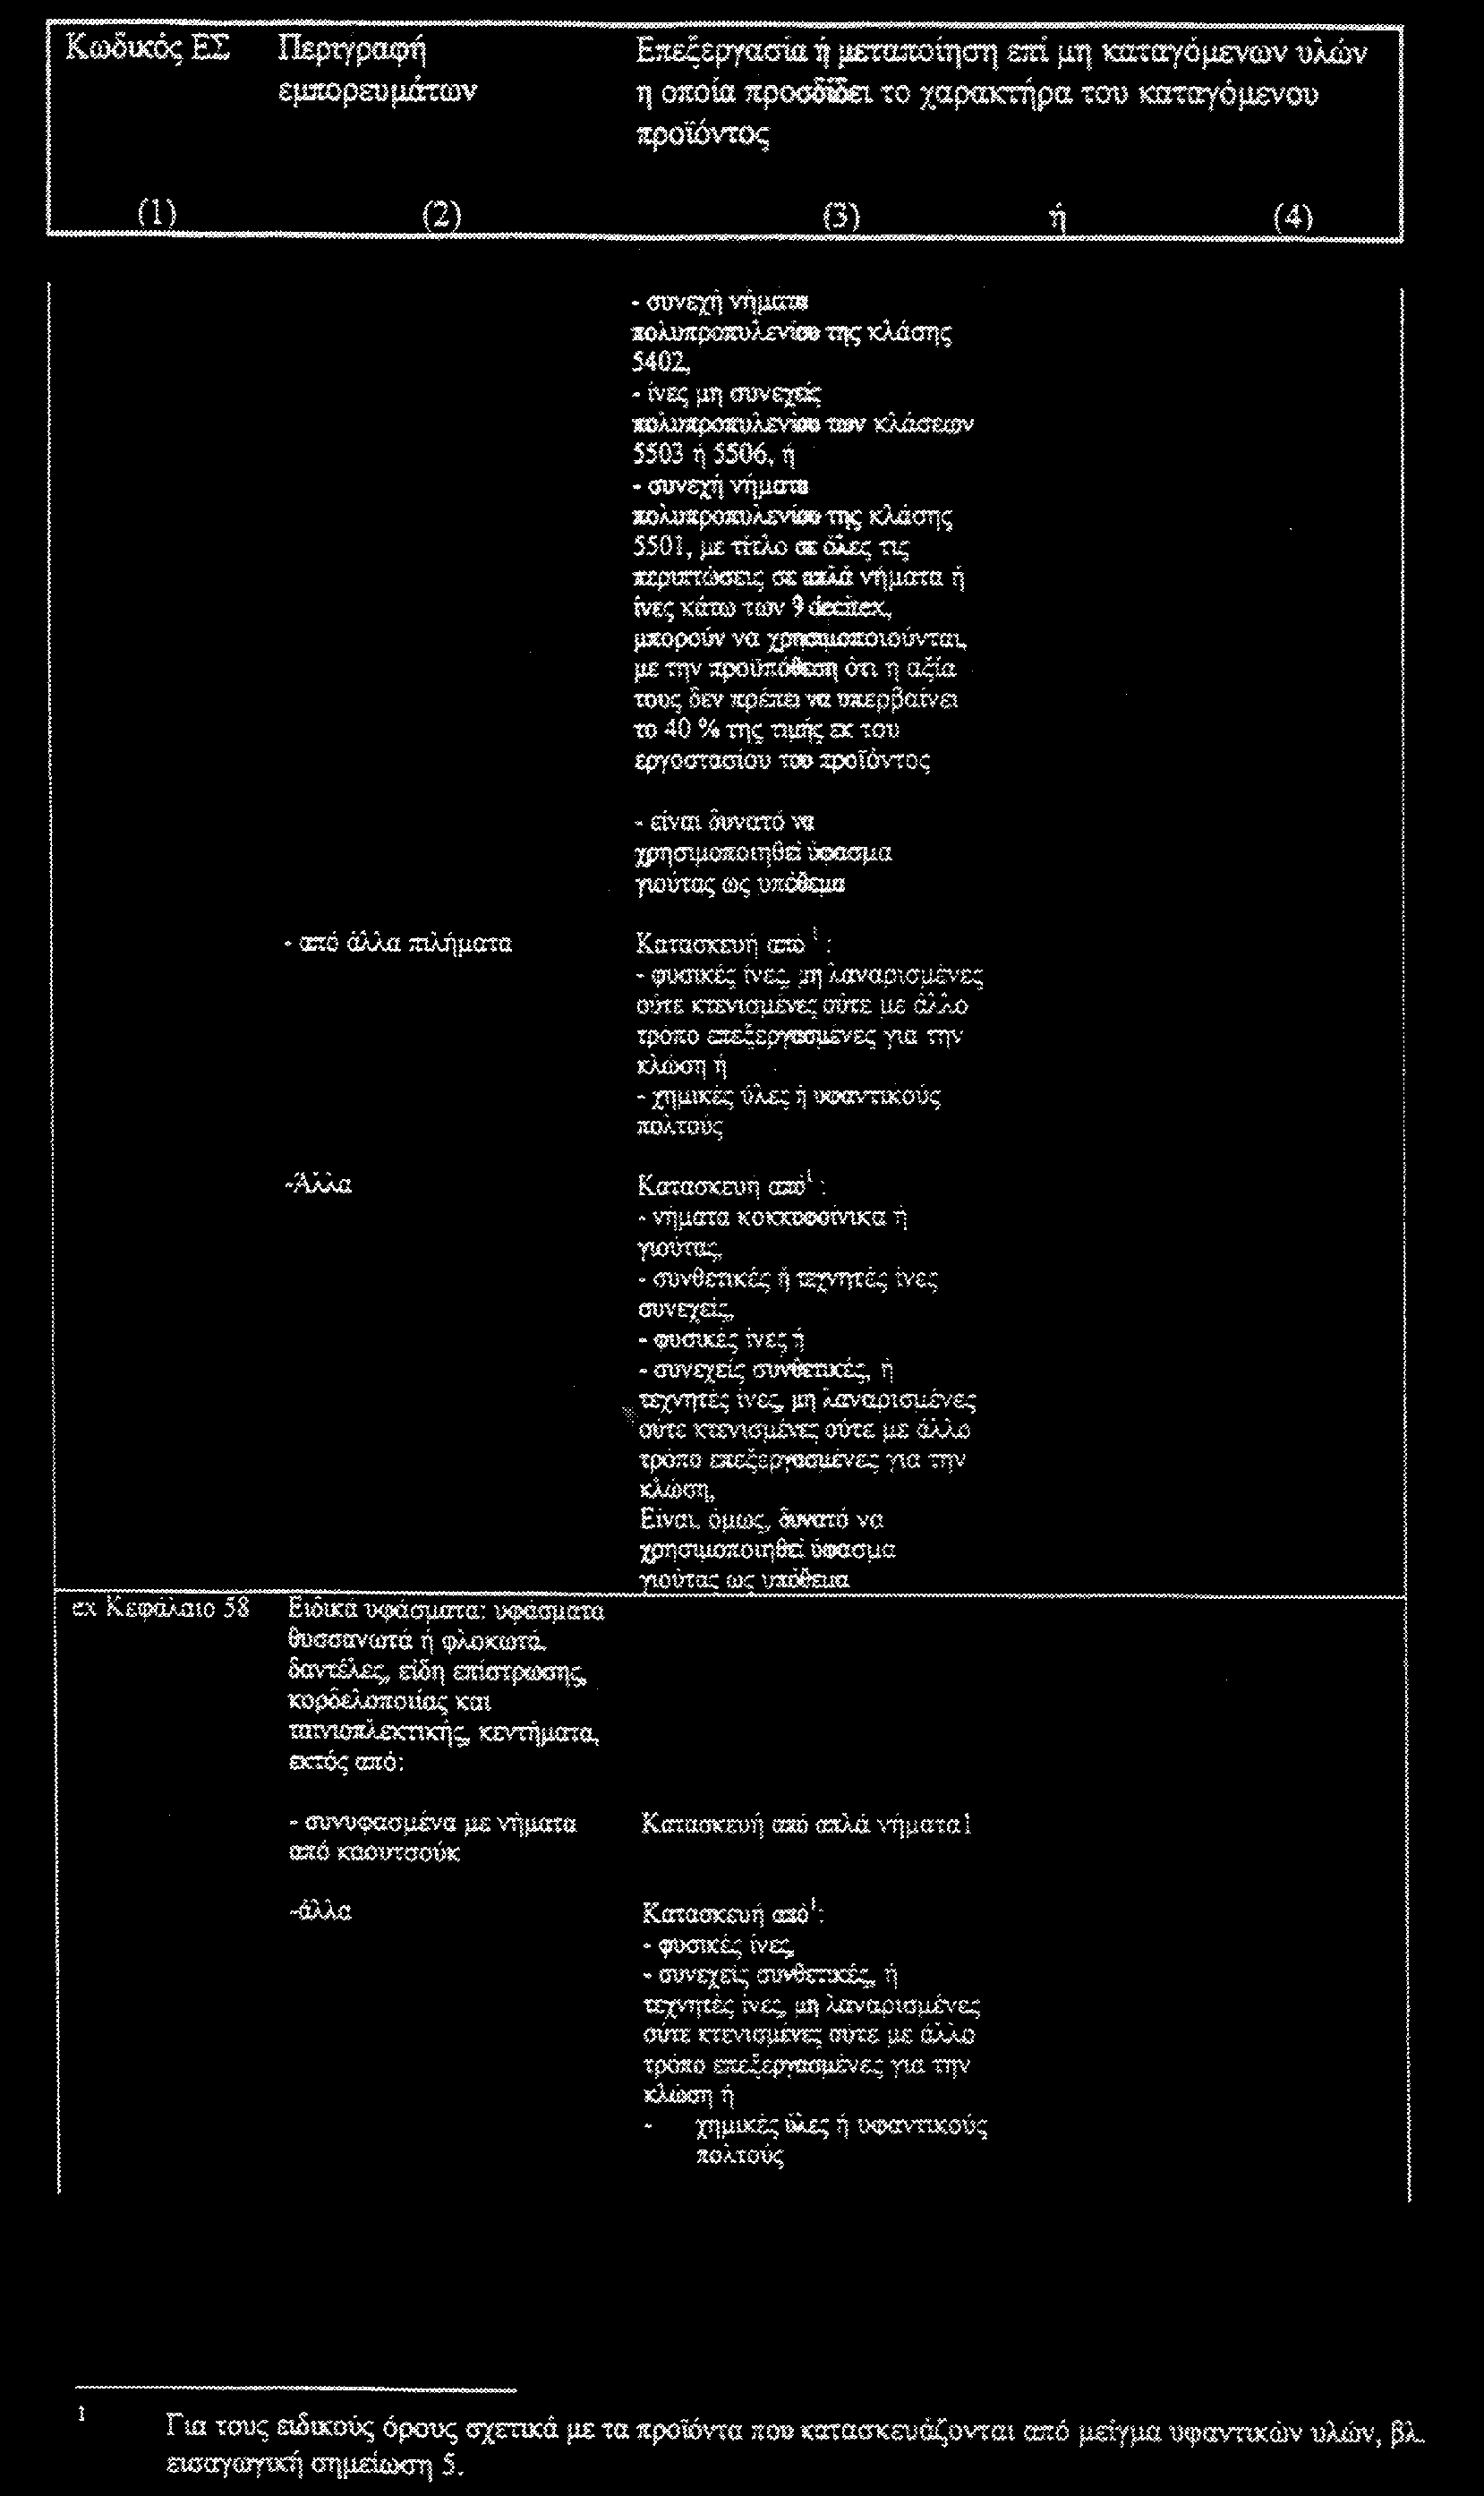 Κωδικός ΕΣ Περιγραφή Επεξεργασία ή μεταποίηση επί μη καταγόμενων υλών
εμπορευμάτων η οποία προσδίδει το χαρακτήρα του καταγόμενου
προϊόντος
(1) (2) (3) ή (4)
- συνεχή νήματα
πολυπροπυλενίου της κλάσης
5402,
- ίνες μη συνεχείς
πολυπροπυλενίου των κλάσεων
5503 ή 5506, ή
- συνεχή νήματα
πολυπροπυλενίου της κλάσης
5501, με τίτλο σε όλες τις
περιπτώσεις σε απλά νήματα ή
ίνες κάτω των 9 decitex,
μπορούν να χρησιμοποιούνται,
με την προϋπόθεση ότι η αξία
τους δεν πρέπει να υπερβαίνει
το 40 % της τιμής εκ του
εργοστασίου του προϊόντος
- είναι δυνατό να
χρησιμοποιηθεί ύφασμα
γιούτας ως υπόθεμα
- από άλλα πιλήματα Κατασκευή από 1 :
- φυσικές ίνες, μη λαναρισμένες
ούτε κτενισμένες ούτε με άλλο
τρόπο επεξεργασμένες για την
κλώση ή
- χημικές ύλες ή υφαντικούς
πολτούς
-Άλλα Κατασκευή από1 :
- νήματα κοκκοφοίνικα ή
γιούτας,
- συνθετικές ή τεχνητές ίνες
συνεχείς,
- φυσικές ίνες ή
- συνεχείς συνθετικές, ή
τεχνητές ίνες, μη λαναρισμένες
ούτε κτενισμένες ούτε με άλλο
τρόπο επεξεργασμένες για την
κλώση,
Είναι, όμως, δυνατό να
χρησιμοποιηθεί ύφασμα
γιούτας ως υπόθεμα
ex Κεφάλαιο 58 Ειδικά υφάσματα: υφάσματα
θυσσανωτά ή φλοκωτά,
δαντέλες, είδη επίστρωσης,
κορδελοποιίας και
ταινιοπλεκτικής, κεντήματα,
εκτός από:
- συνυφασμένα με νήματα Κατασκευή από απλά νήματα1
από καουτσούκ
-άλλα Κατασκευή από1:
- φυσικές ίνες,
- συνεχείς συνθετικές, ή
τεχνητές ίνες, μη λαναρισμένες
ούτε κτενισμένες ούτε με άλλο
τρόπο επεξεργασμένες για την
κλώση ή
- χημικές ύλες ή υφαντικούς
πολτούς
1 Για τους ειδικούς όρους σχετικά με τα προϊόντα που κατασκευάζονται από μείγμα υφαντικών υλών, βλ.
εισαγωγική σημείωση 5.